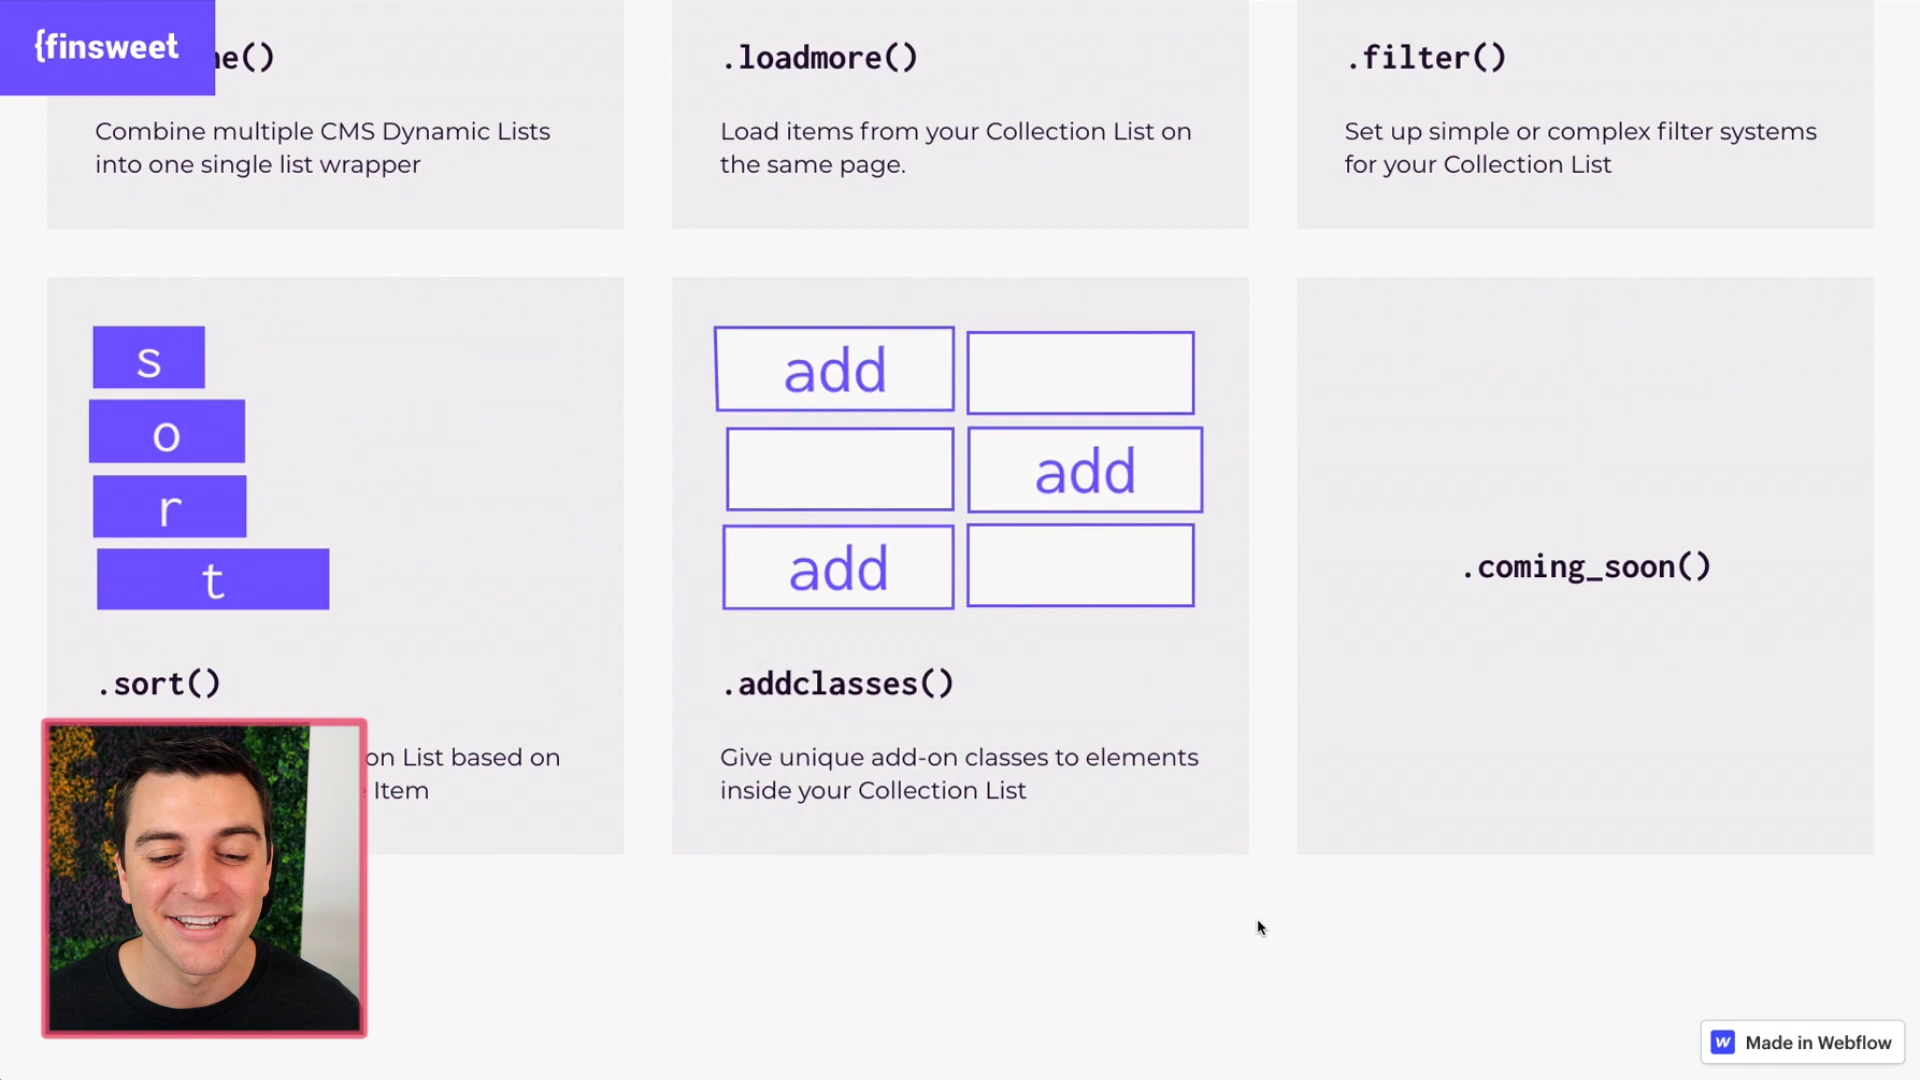 {finsweet
ne()
Combine multiple CMS Dynamic Lists
into one single list wrapper
.loadmore()
Load items from your Collection List on
the same page.
.filter()
Set up simple or complex filter systems
for your Collection List
s
o
r
t
.sort()
on List based on
Item
add
add
add
.addclasses()
Give unique add-on classes to elements
inside your Collection List
.coming_soon()
W Made in Webflow